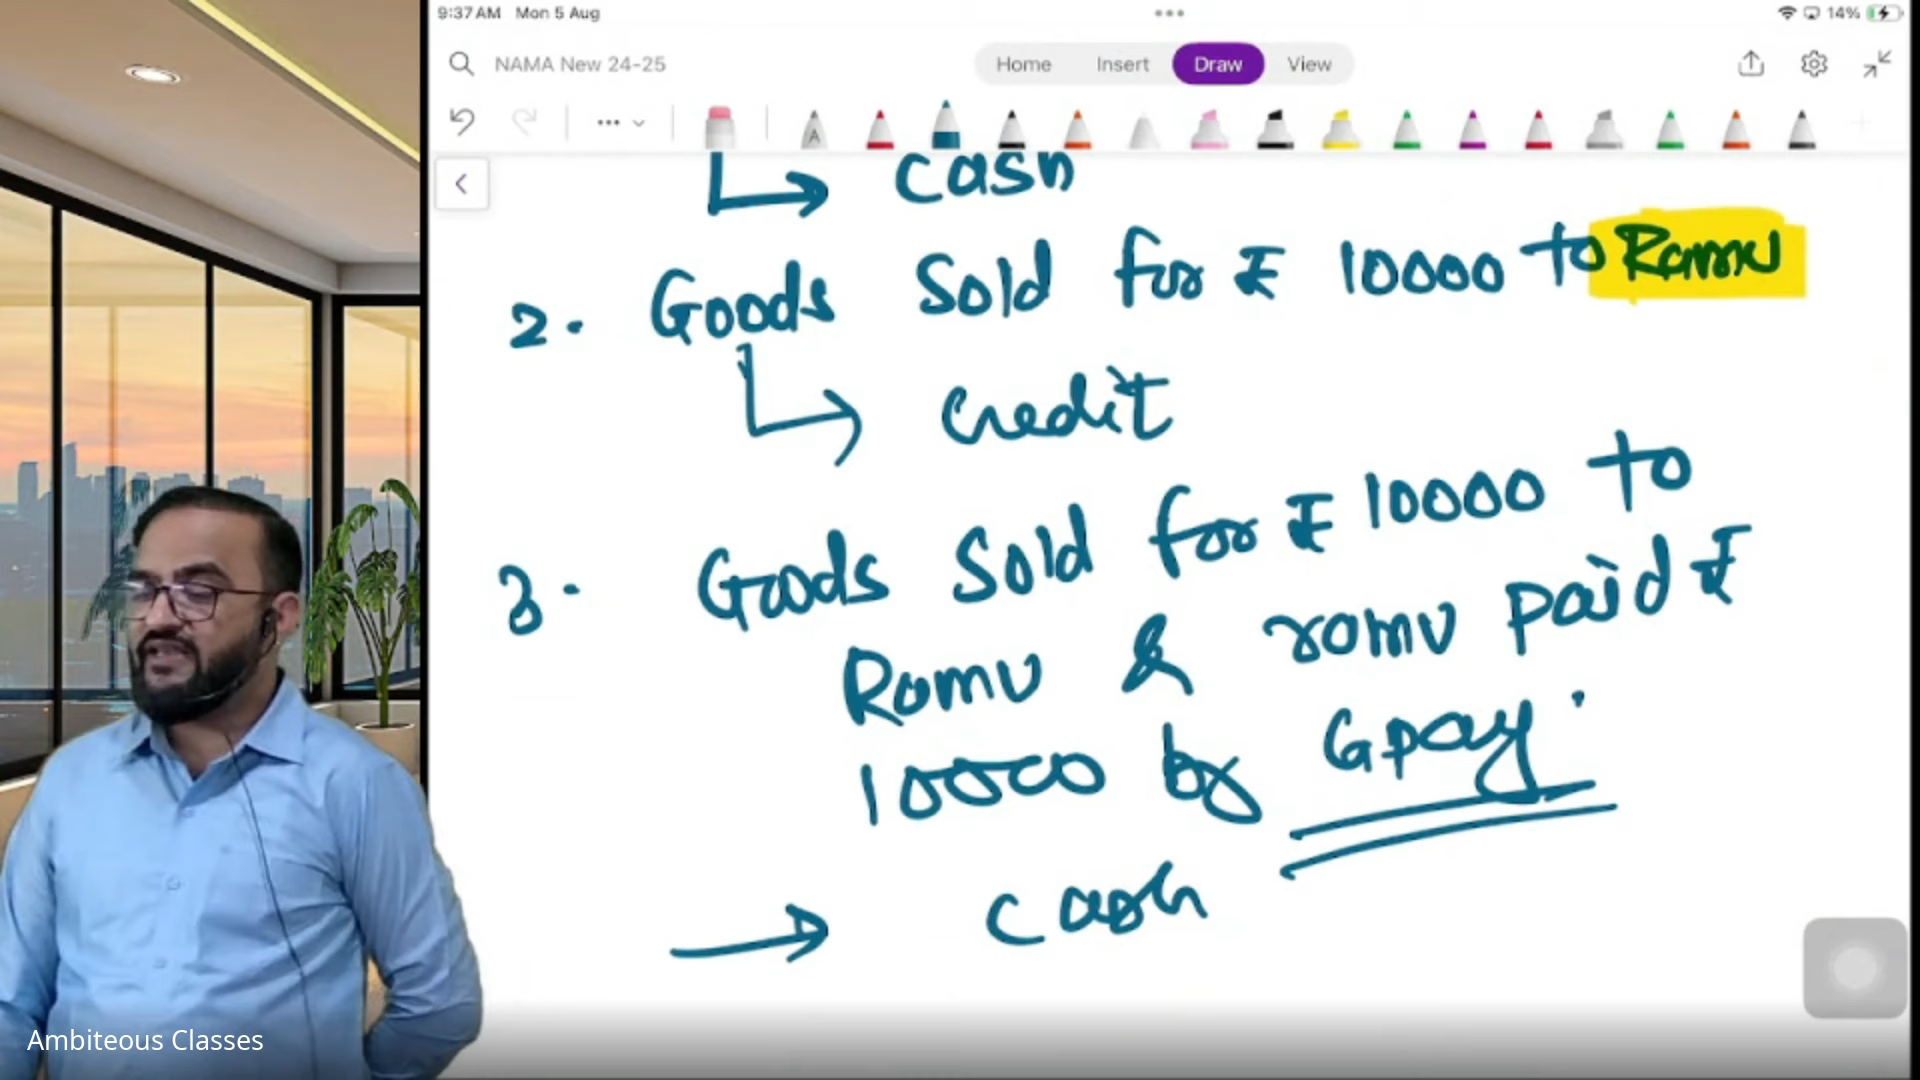 9:37 AM Mon 5 Aug
14%
NAMA New 24-25
Home Insert Draw View
A
cash
2. Goods Sold for ₹ 10000 to Ramu
credit
3. Goods Sold for ₹ 10000 to
Ramu & ramu paid ₹
10000 by Gpay.
cash
Ambiteous Classes